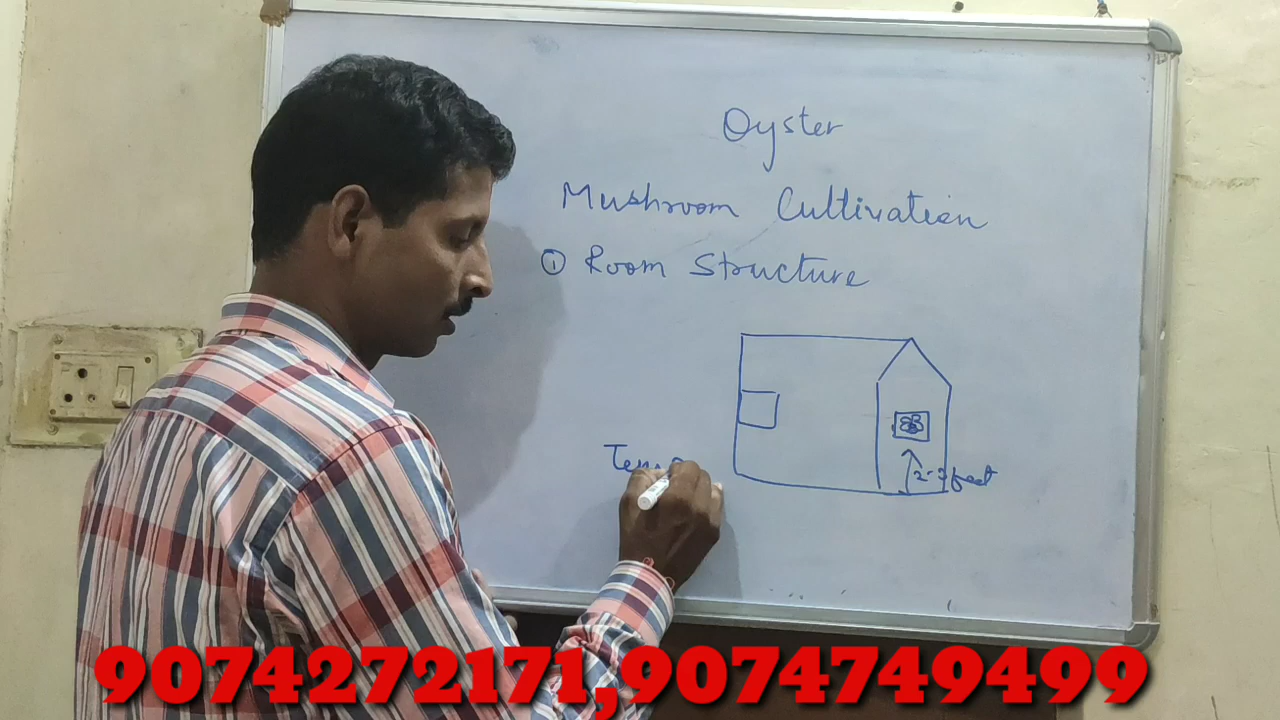 Oyster
Mushroom Cultivation
① Room Structure
2-3 feet
9074272171,9074749499